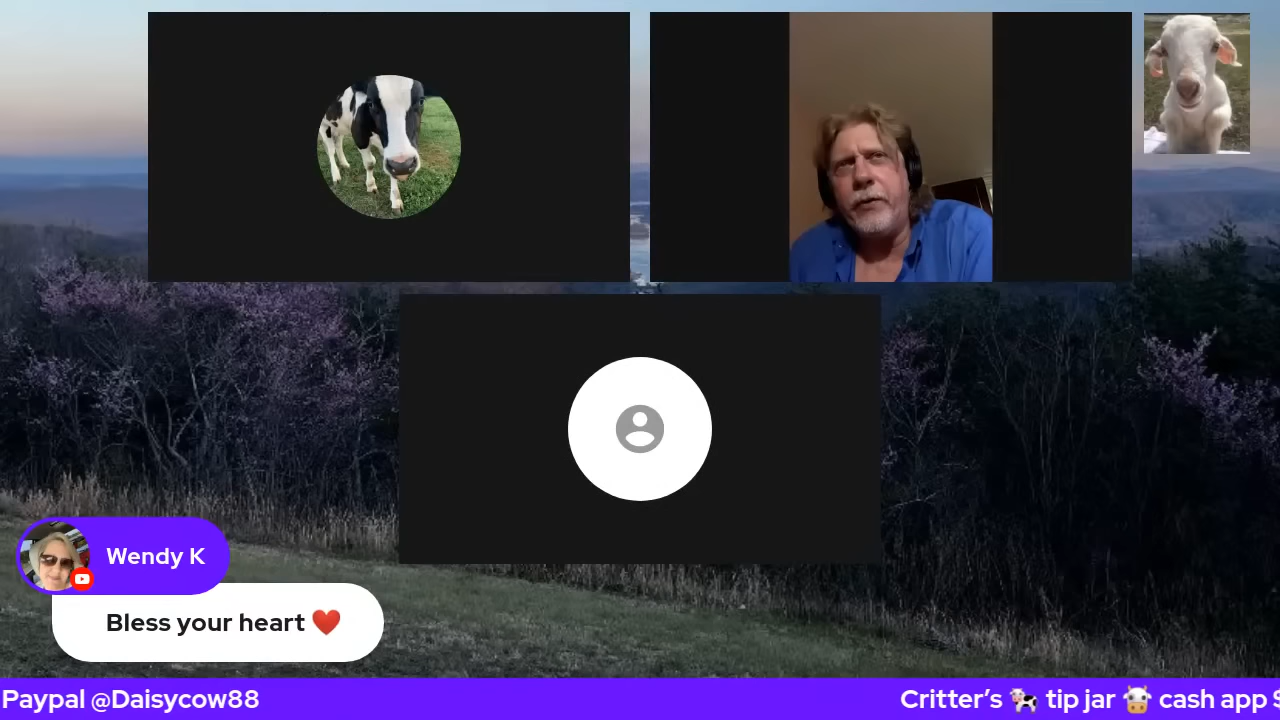 Wendy K
Bless your heart ❤️
Paypal @Daisycow88
Critter’s 🐄 tip jar 🐮 cash app $